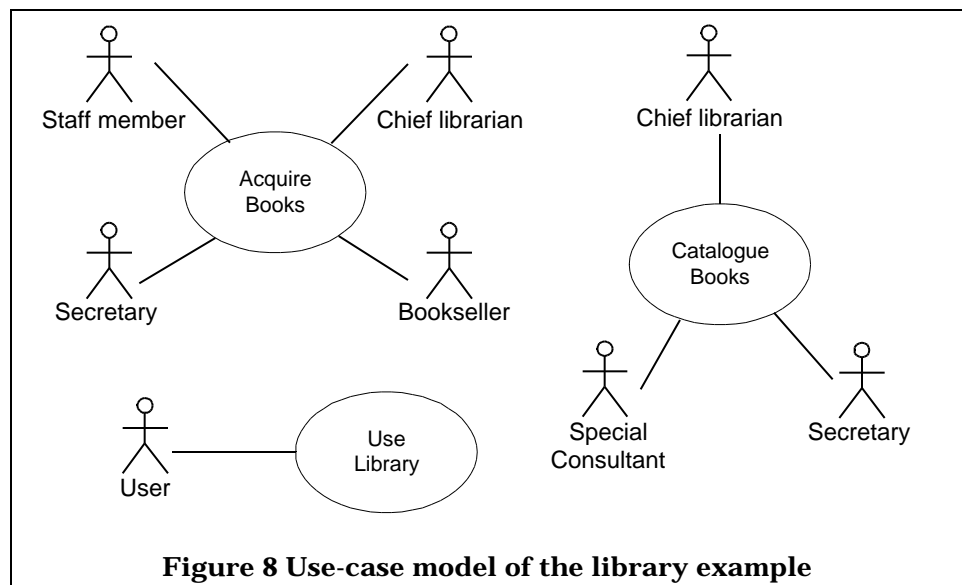 Staff member
Chief librarian
Acquire
Books
Secretary
Bookseller
Chief librarian
Catalogue
Books
Special
Consultant
Secretary
Use
Library
User
Figure 8 Use-case model of the library example